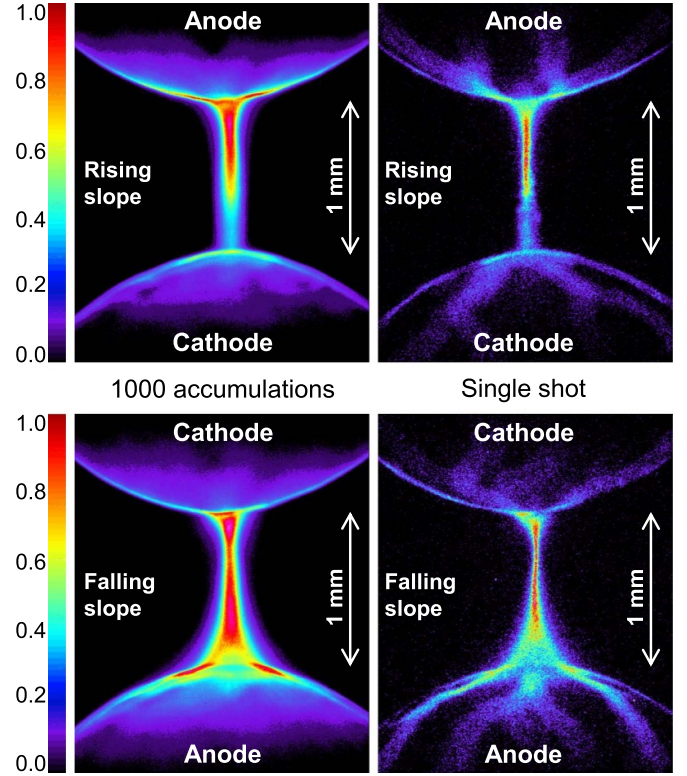 1.0
0.8
0.6
0.4
0.2
0.0
Anode
Rising
slope
1 mm
Cathode
Anode
Rising
slope
1 mm
Cathode
1000 accumulations
Single shot
1.0
0.8
0.6
0.4
0.2
0.0
Cathode
Falling
slope
1 mm
Anode
Cathode
Falling
slope
1 mm
Anode